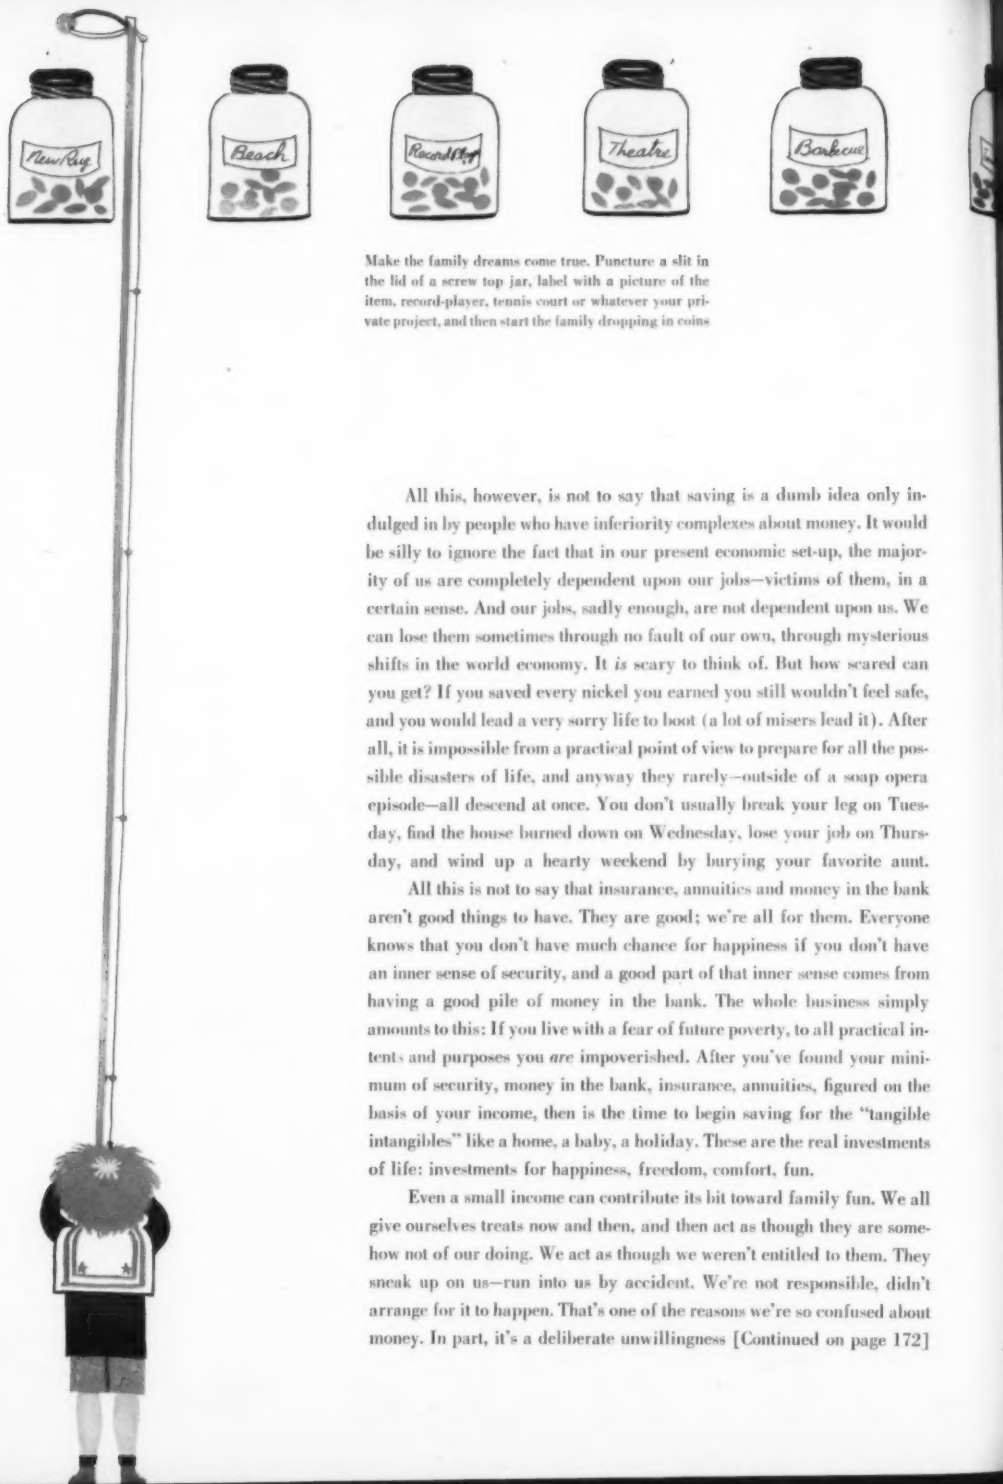 New Rug
Beach
Record Play
Theatre
Barbecue
Make the family dreams come true. Puncture a slit in
the lid of a screw top jar, label with a picture of the
item, record-player, tennis court or whatever your pri-
vate project, and then start the family dropping in coins
All this, however, is not to say that saving is a dumb idea only in-
dulged in by people who have inferiority complexes about money. It would
be silly to ignore the fact that in our present economic set-up, the major-
ity of us are completely dependent upon our jobs—victims of them, in a
certain sense. And our jobs, sadly enough, are not dependent upon us. We
can lose them sometimes through no fault of our own, through mysterious
shifts in the world economy. It is scary to think of. But how scared can
you get? If you saved every nickel you earned you still wouldn't feel safe,
and you would lead a very sorry life to boot (a lot of misers lead it). After
all, it is impossible from a practical point of view to prepare for all the pos-
sible disasters of life, and anyway they rarely—outside of a soap opera
episode—all descend at once. You don't usually break your leg on Tues-
day, find the house burned down on Wednesday, lose your job on Thurs-
day, and wind up a hearty weekend by burying your favorite aunt.
All this is not to say that insurance, annuities and money in the bank
aren't good things to have. They are good; we're all for them. Everyone
knows that you don't have much chance for happiness if you don't have
an inner sense of security, and a good part of that inner sense comes from
having a good pile of money in the bank. The whole business simply
amounts to this: If you live with a fear of future poverty, to all practical in-
tents and purposes you are impoverished. After you've found your mini-
mum of security, money in the bank, insurance, annuities, figured on the
basis of your income, then is the time to begin saving for the "tangible
intangibles" like a home, a baby, a holiday. These are the real investments
of life: investments for happiness, freedom, comfort, fun.
Even a small income can contribute its bit toward family fun. We all
give ourselves treats now and then, and then act as though they are some-
how not of our doing. We act as though we weren't entitled to them. They
sneak up on us—run into us by accident. We're not responsible, didn't
arrange for it to happen. That's one of the reasons we're so confused about
money. In part, it's a deliberate unwillingness [Continued on page 172]